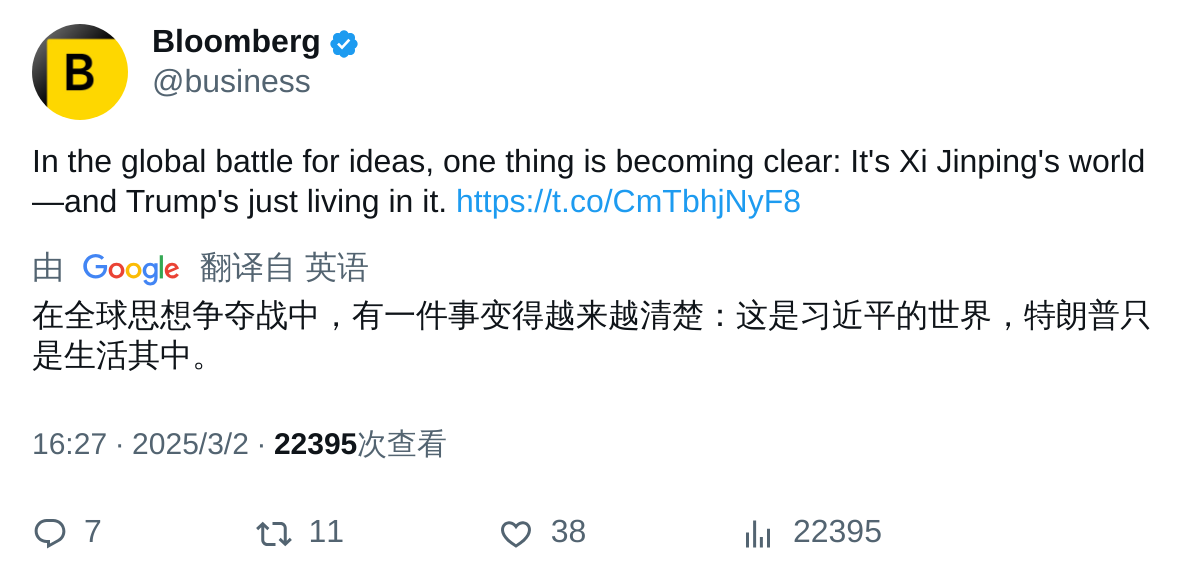 B
Bloomberg
@business
In the global battle for ideas, one thing is becoming clear: It's Xi Jinping's world
—and Trump's just living in it. https://t.co/CmTbhjNyF8
由 Google 翻译自 英语
在全球思想争夺战中，有一件事变得越来越清楚：这是习近平的世界，特朗普只
是生活其中。
16:27 · 2025/3/2 · 22395次查看
7 11 38 22395